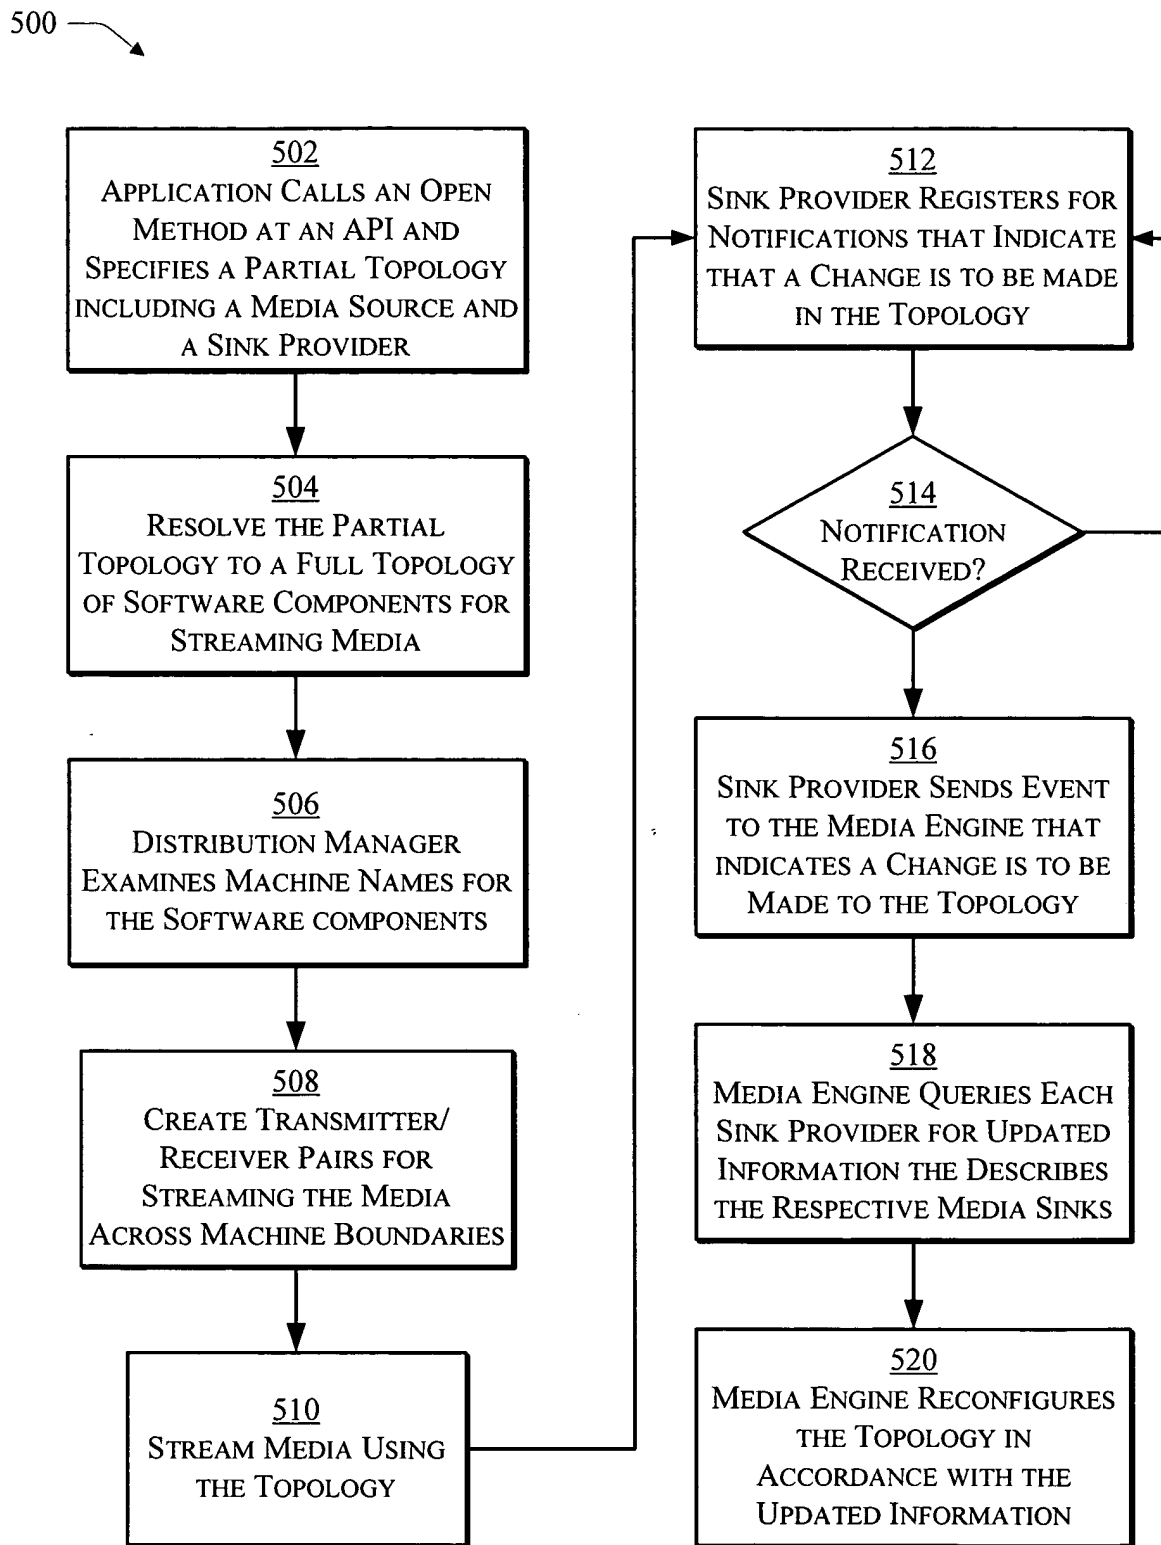 500
502
APPLICATION CALLS AN OPEN
METHOD AT AN API AND
SPECIFIES A PARTIAL TOPOLOGY
INCLUDING A MEDIA SOURCE AND
A SINK PROVIDER
504
RESOLVE THE PARTIAL
TOPOLOGY TO A FULL TOPOLOGY
OF SOFTWARE COMPONENTS FOR
STREAMING MEDIA
506
DISTRIBUTION MANAGER
EXAMINES MACHINE NAMES FOR
THE SOFTWARE COMPONENTS
508
CREATE TRANSMITTER/
RECEIVER PAIRS FOR
STREAMING THE MEDIA
ACROSS MACHINE BOUNDARIES
510
STREAM MEDIA USING
THE TOPOLOGY
512
SINK PROVIDER REGISTERS FOR
NOTIFICATIONS THAT INDICATE
THAT A CHANGE IS TO BE MADE
IN THE TOPOLOGY
514
NOTIFICATION
RECEIVED?
516
SINK PROVIDER SENDS EVENT
TO THE MEDIA ENGINE THAT
INDICATES A CHANGE IS TO BE
MADE TO THE TOPOLOGY
518
MEDIA ENGINE QUERIES EACH
SINK PROVIDER FOR UPDATED
INFORMATION THE DESCRIBES
THE RESPECTIVE MEDIA SINKS
520
MEDIA ENGINE RECONFIGURES
THE TOPOLOGY IN
ACCORDANCE WITH THE
UPDATED INFORMATION